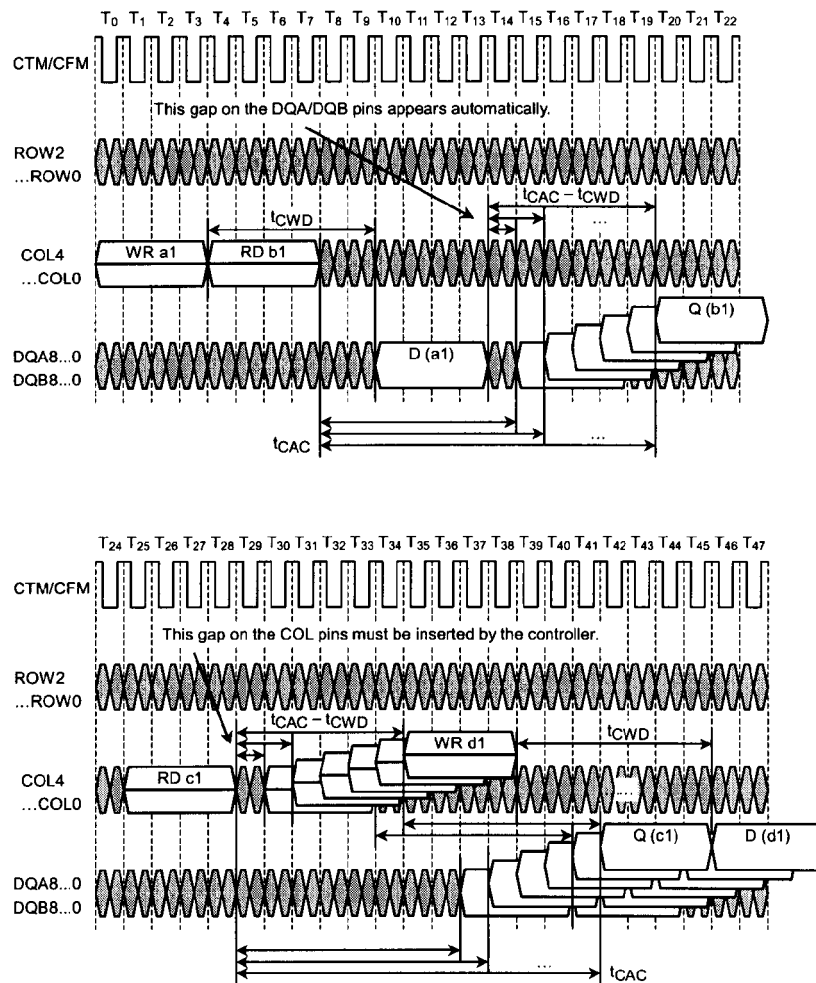 T0 T1 T2 T3 T4 T5 T6 T7 T8 T9 T10 T11 T12 T13 T14 T15 T16 T17 T18 T19 T20 T21 T22
CTM/CFM
This gap on the DQA/DQB pins appears automatically.
ROW2
...ROW0
tCAC – tCWD
...
tCWD
COL4
...COL0
WR a1
RD b1
Q (b1)
DQA8...0
DQB8...0
D (a1)
tCAC
...
T24 T25 T26 T27 T28 T29 T30 T31 T32 T33 T34 T35 T36 T37 T38 T39 T40 T41 T42 T43 T44 T45 T46 T47
CTM/CFM
This gap on the COL pins must be inserted by the controller.
ROW2
...ROW0
tCAC – tCWD
WR d1
tCWD
COL4
...COL0
RD c1
....
Q (c1)
D (d1)
DQA8...0
DQB8...0
...
tCAC